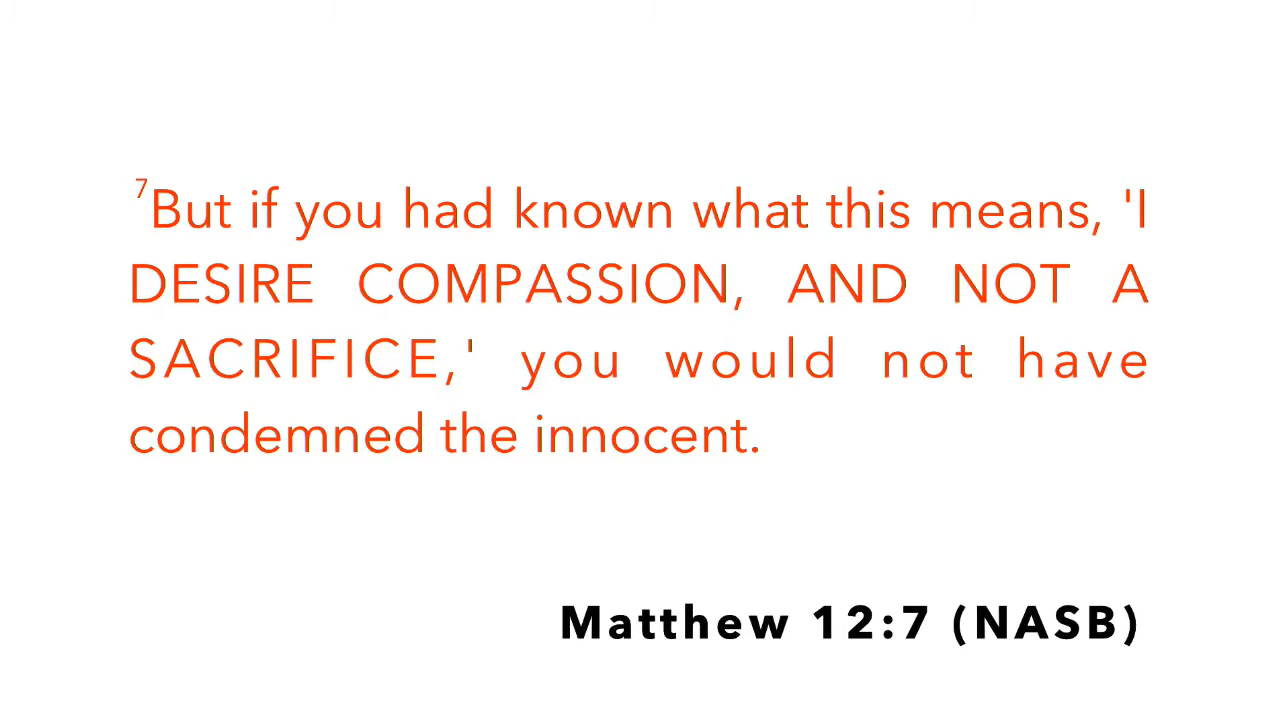 ⁷But if you had known what this means, 'I
DESIRE COMPASSION, AND NOT A
SACRIFICE,' you would not have
condemned the innocent.
Matthew 12:7 (NASB)